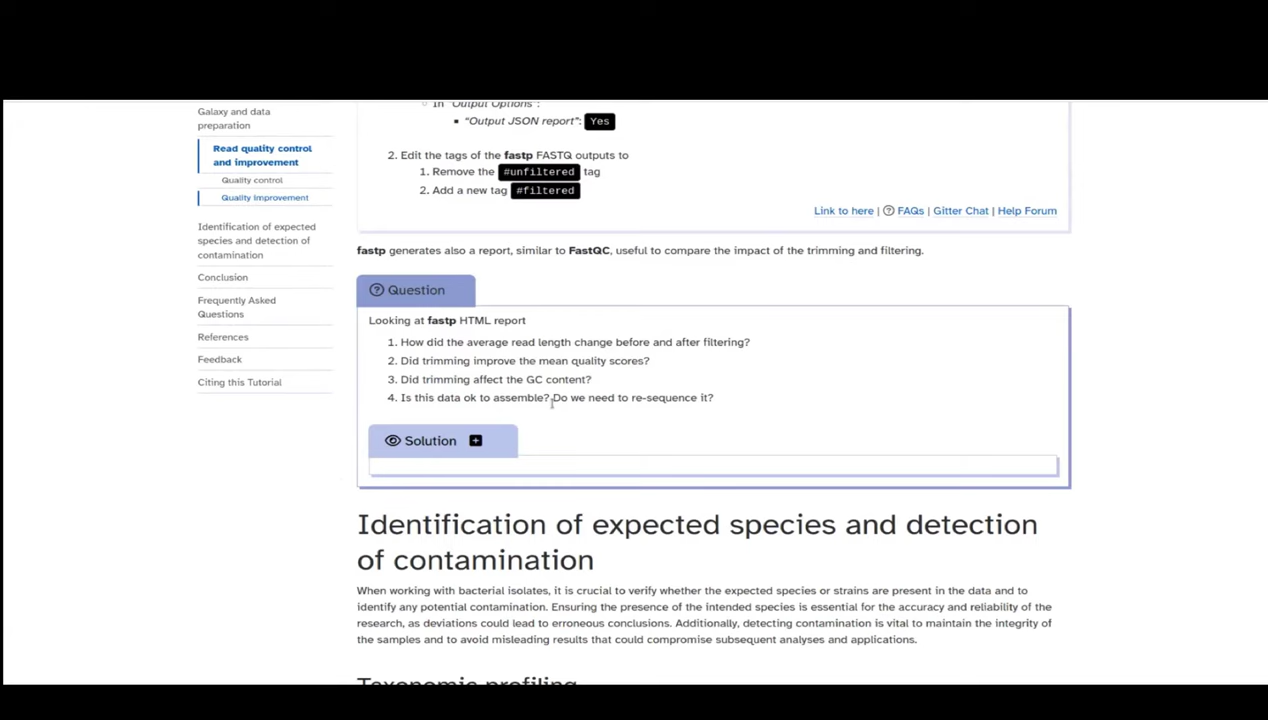 Galaxy and data
preparation
Read quality control
and improvement
Quality control
Quality Improvement
Identification of expected
species and detection of
contamination
Conclusion
Frequently Asked
Questions
References
Feedback
Citing this Tutorial
In "Output Options":
"Output JSON report": Yes
2. Edit the tags of the fastp FASTQ outputs to
1. Remove the #unfiltered tag
2. Add a new tag #filtered
Link to here | FAQs | Gitter Chat | Help Forum
fastp generates also a report, similar to FastQC, useful to compare the impact of the trimming and filtering.
Question
Looking at fastp HTML report
1. How did the average read length change before and after filtering?
2. Did trimming improve the mean quality scores?
3. Did trimming affect the GC content?
4. Is this data ok to assemble? Do we need to re-sequence it?
Solution
Identification of expected species and detection
of contamination
When working with bacterial isolates, it is crucial to verify whether the expected species or strains are present in the data and to
identify any potential contamination. Ensuring the presence of the intended species is essential for the accuracy and reliability of the
research, as deviations could lead to erroneous conclusions. Additionally, detecting contamination is vital to maintain the integrity of
the samples and to avoid misleading results that could compromise subsequent analyses and applications.
Taxonomic profiling